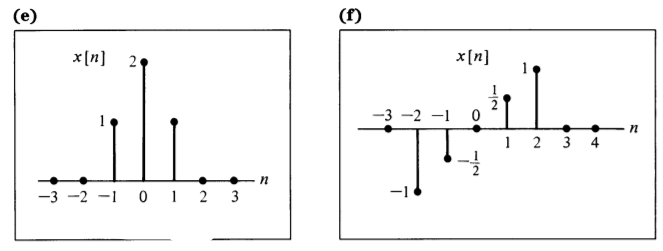 (e)
x[n]
2
1
−3 −2 −1 0 1 2 3 n
(f)
x[n]
1
1/2
−3 −2 −1 0
n
1 2 3 4
−1/2
−1